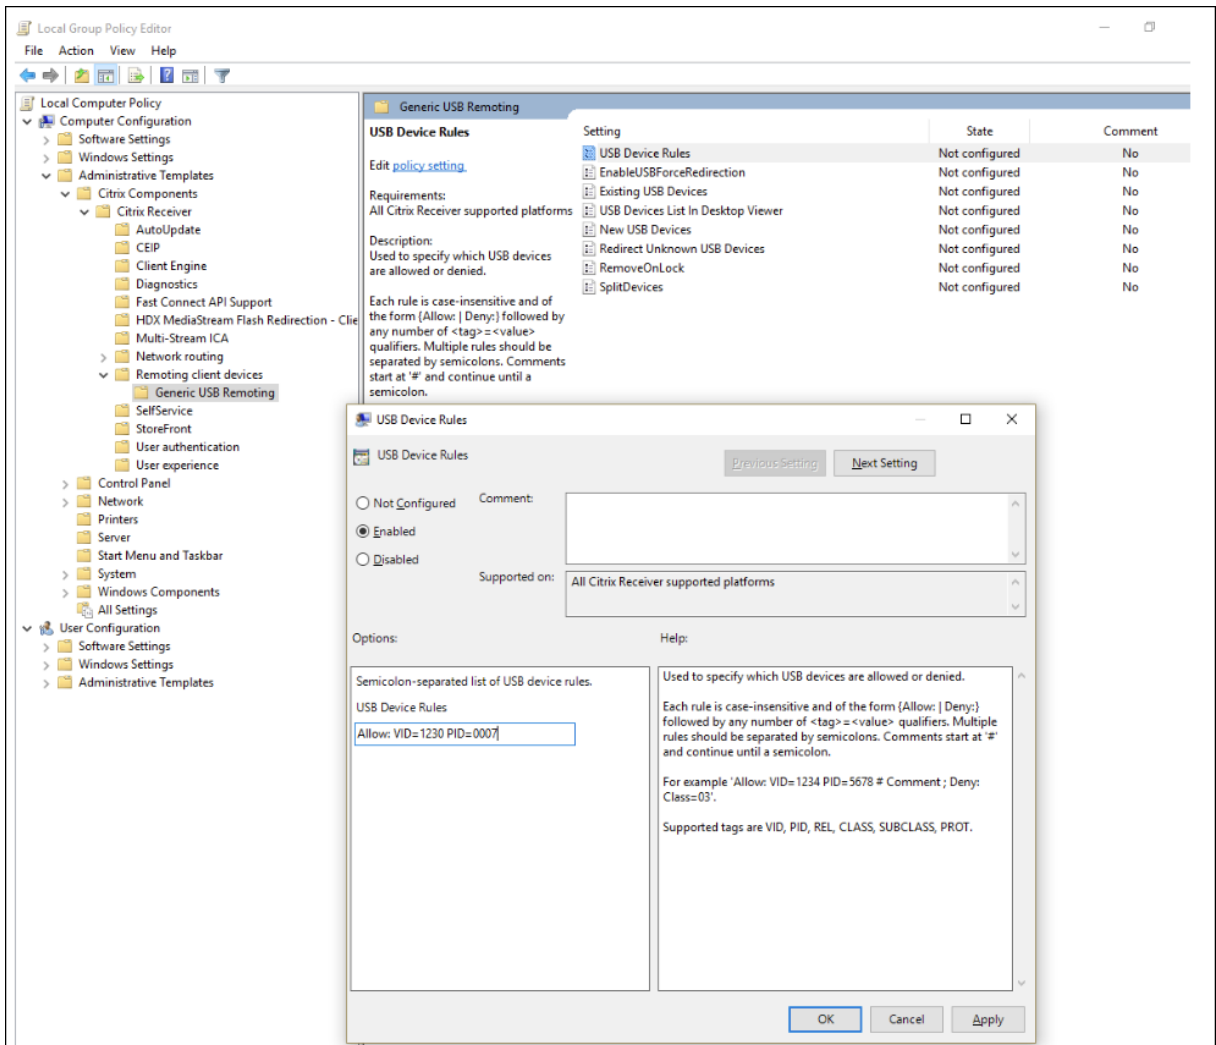 Local Group Policy Editor
File Action View Help
Local Computer Policy
Computer Configuration
Software Settings
Windows Settings
Administrative Templates
Citrix Components
Citrix Receiver
AutoUpdate
CEIP
Client Engine
Diagnostics
Fast Connect API Support
HDX MediaStream Flash Redirection - Clie
Multi-Stream ICA
Network routing
Remoting client devices
Generic USB Remoting
SelfService
StoreFront
User authentication
User experience
Control Panel
Network
Printers
Server
Start Menu and Taskbar
System
Windows Components
All Settings
User Configuration
Software Settings
Windows Settings
Administrative Templates
Generic USB Remoting
USB Device Rules
Edit policy setting
Requirements:
All Citrix Receiver supported platforms
Description:
Used to specify which USB devices
are allowed or denied.
Each rule is case-insensitive and of
the form {Allow: | Deny:} followed by
any number of <tag>=<value>
qualifiers. Multiple rules should be
separated by semicolons. Comments
start at '#' and continue until a
semicolon.
Setting State Comment
USB Device Rules Not configured No
EnableUSBForceRedirection Not configured No
Existing USB Devices Not configured No
USB Devices List In Desktop Viewer Not configured No
New USB Devices Not configured No
Redirect Unknown USB Devices Not configured No
RemoveOnLock Not configured No
SplitDevices Not configured No
USB Device Rules
USB Device Rules
Previous Setting Next Setting
Not Configured
Enabled
Disabled
Comment:
Supported on: All Citrix Receiver supported platforms
Options:
Semicolon-separated list of USB device rules.
USB Device Rules
Allow: VID=1230 PID=0007
Help:
Used to specify which USB devices are allowed or denied.
Each rule is case-insensitive and of the form {Allow: | Deny:}
followed by any number of <tag>=<value> qualifiers. Multiple
rules should be separated by semicolons. Comments start at '#'
and continue until a semicolon.
For example 'Allow: VID=1234 PID=5678 # Comment ; Deny:
Class=03'.
Supported tags are VID, PID, REL, CLASS, SUBCLASS, PROT.
OK Cancel Apply